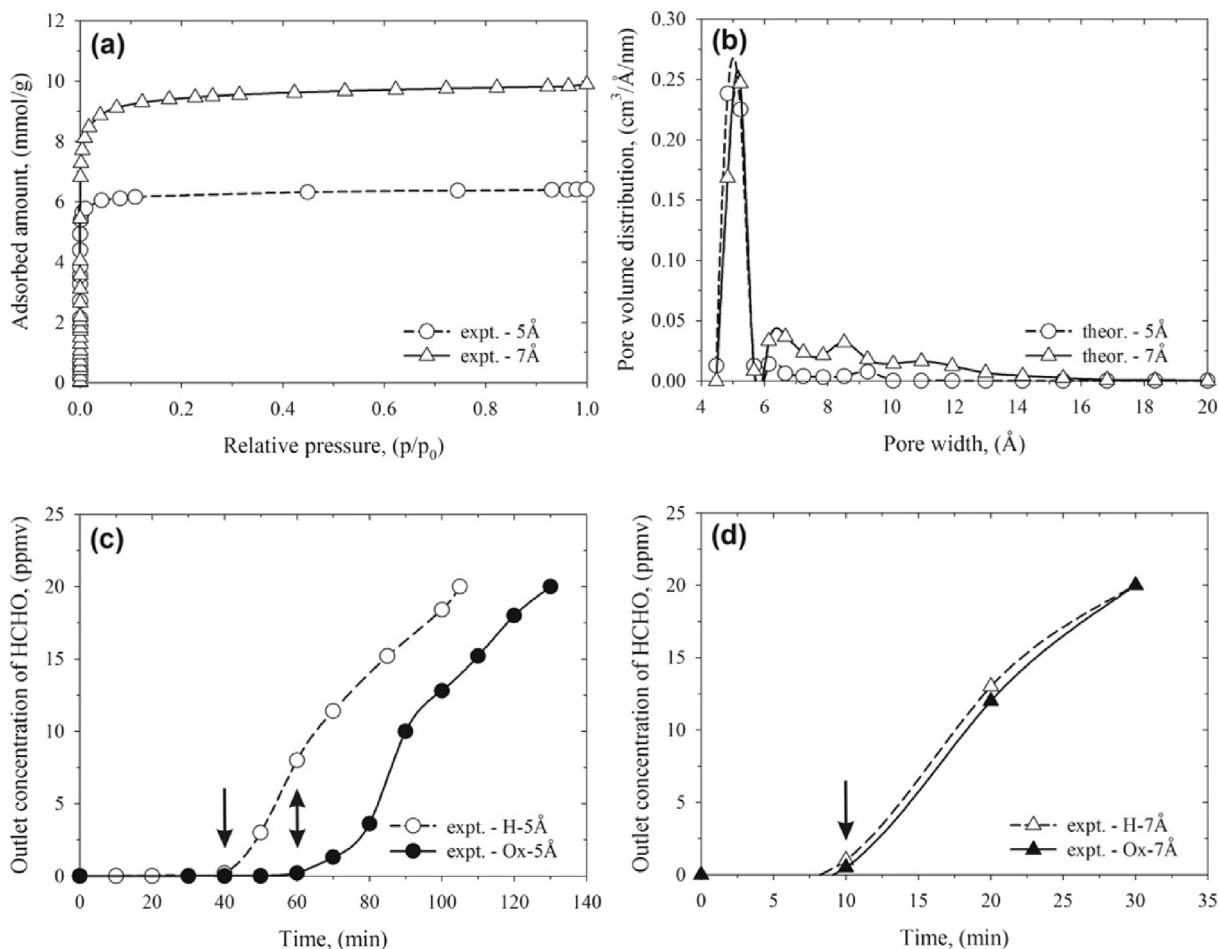 (a)
Adsorbed amount, (mmol/g)
12
10
8
6
4
2
0
expt. - 5Å
expt. - 7Å
0.0 0.2 0.4 0.6 0.8 1.0
Relative pressure, (p/p0)
(b)
Pore volume distribution, (cm³/Å/nm)
0.30
0.25
0.20
0.15
0.10
0.05
0.00
theor. - 5Å
theor. - 7Å
4 6 8 10 12 14 16 18 20
Pore width, (Å)
(c)
Outlet concentration of HCHO, (ppmv)
25
20
15
10
5
0
expt. - H-5Å
expt. - Ox-5Å
0 20 40 60 80 100 120 140
Time, (min)
(d)
Outlet concentration of HCHO, (ppmv)
25
20
15
10
5
0
expt. - H-7Å
expt. - Ox-7Å
0 5 10 15 20 25 30 35
Time, (min)